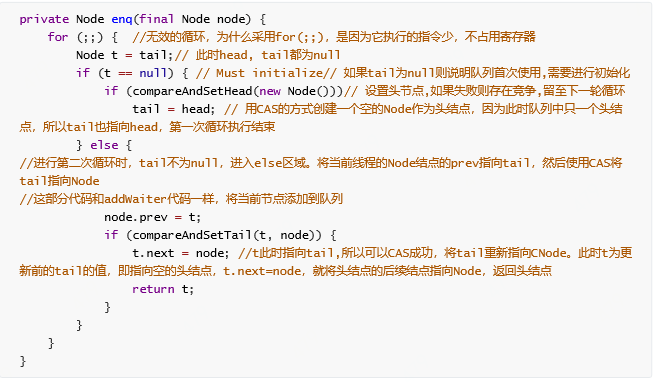 private Node enq(final Node node) {
    for (;;) {  //无效的循环，为什么采用for(;;)，是因为它执行的指令少，不占用寄存器
        Node t = tail;// 此时head, tail都为null
        if (t == null) { // Must initialize// 如果tail为null则说明队列首次使用,需要进行初始化
            if (compareAndSetHead(new Node()))// 设置头节点,如果失败则存在竞争,留至下一轮循环
                tail = head; // 用CAS的方式创建一个空的Node作为头结点，因为此时队列中只一个头结
点，所以tail也指向head，第一次循环执行结束
        } else {
//进行第二次循环时，tail不为null，进入else区域。将当前线程的Node结点的prev指向tail，然后使用CAS将
tail指向Node
//这部分代码和addWaiter代码一样，将当前节点添加到队列
            node.prev = t;
            if (compareAndSetTail(t, node)) {
                t.next = node; //t此时指向tail,所以可以CAS成功，将tail重新指向CNode。此时t为更
新前的tail的值，即指向空的头结点，t.next=node，就将头结点的后续结点指向Node，返回头结点
                return t;
            }
        }
    }
}